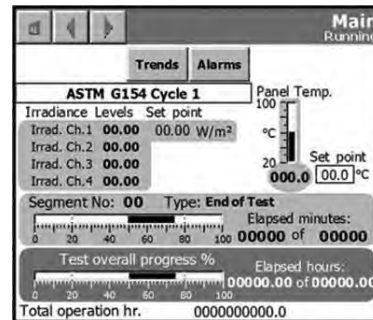 Main
Running
Trends Alarms
ASTM G154 Cycle 1
Panel Temp.
100
°C
20
Irradiance Levels Set point
Irrad. Ch.1 00.00 00.00 W/m²
Irrad. Ch.2 00.00
Irrad. Ch.3 00.00
Irrad. Ch.4 00.00
Set point
000.0 00.0 °C
Segment No: 00 Type: End of Test
Elapsed minutes:
0 20 40 60 80 100 00000 of 00000
Test overall progress %
Elapsed hours:
0 20 40 60 80 100 00000.00 of 00000.00
Total operation hr. 0000000000.0